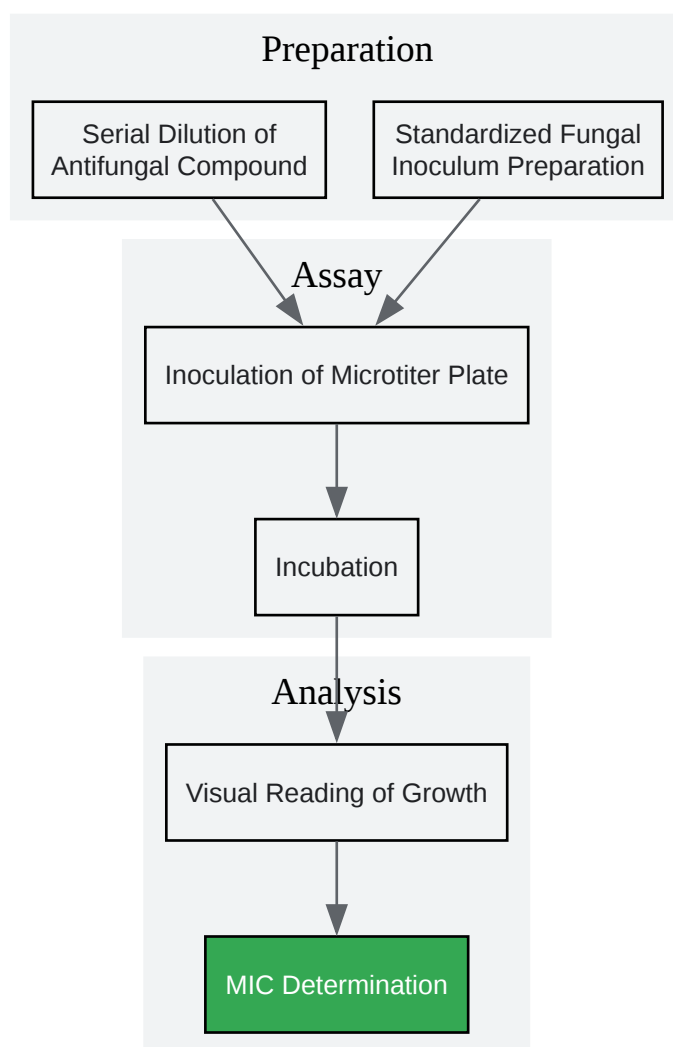 Preparation
Serial Dilution of
Antifungal Compound
Standardized Fungal
Inoculum Preparation
Assay
Inoculation of Microtiter Plate
Incubation
Analysis
Visual Reading of Growth
MIC Determination